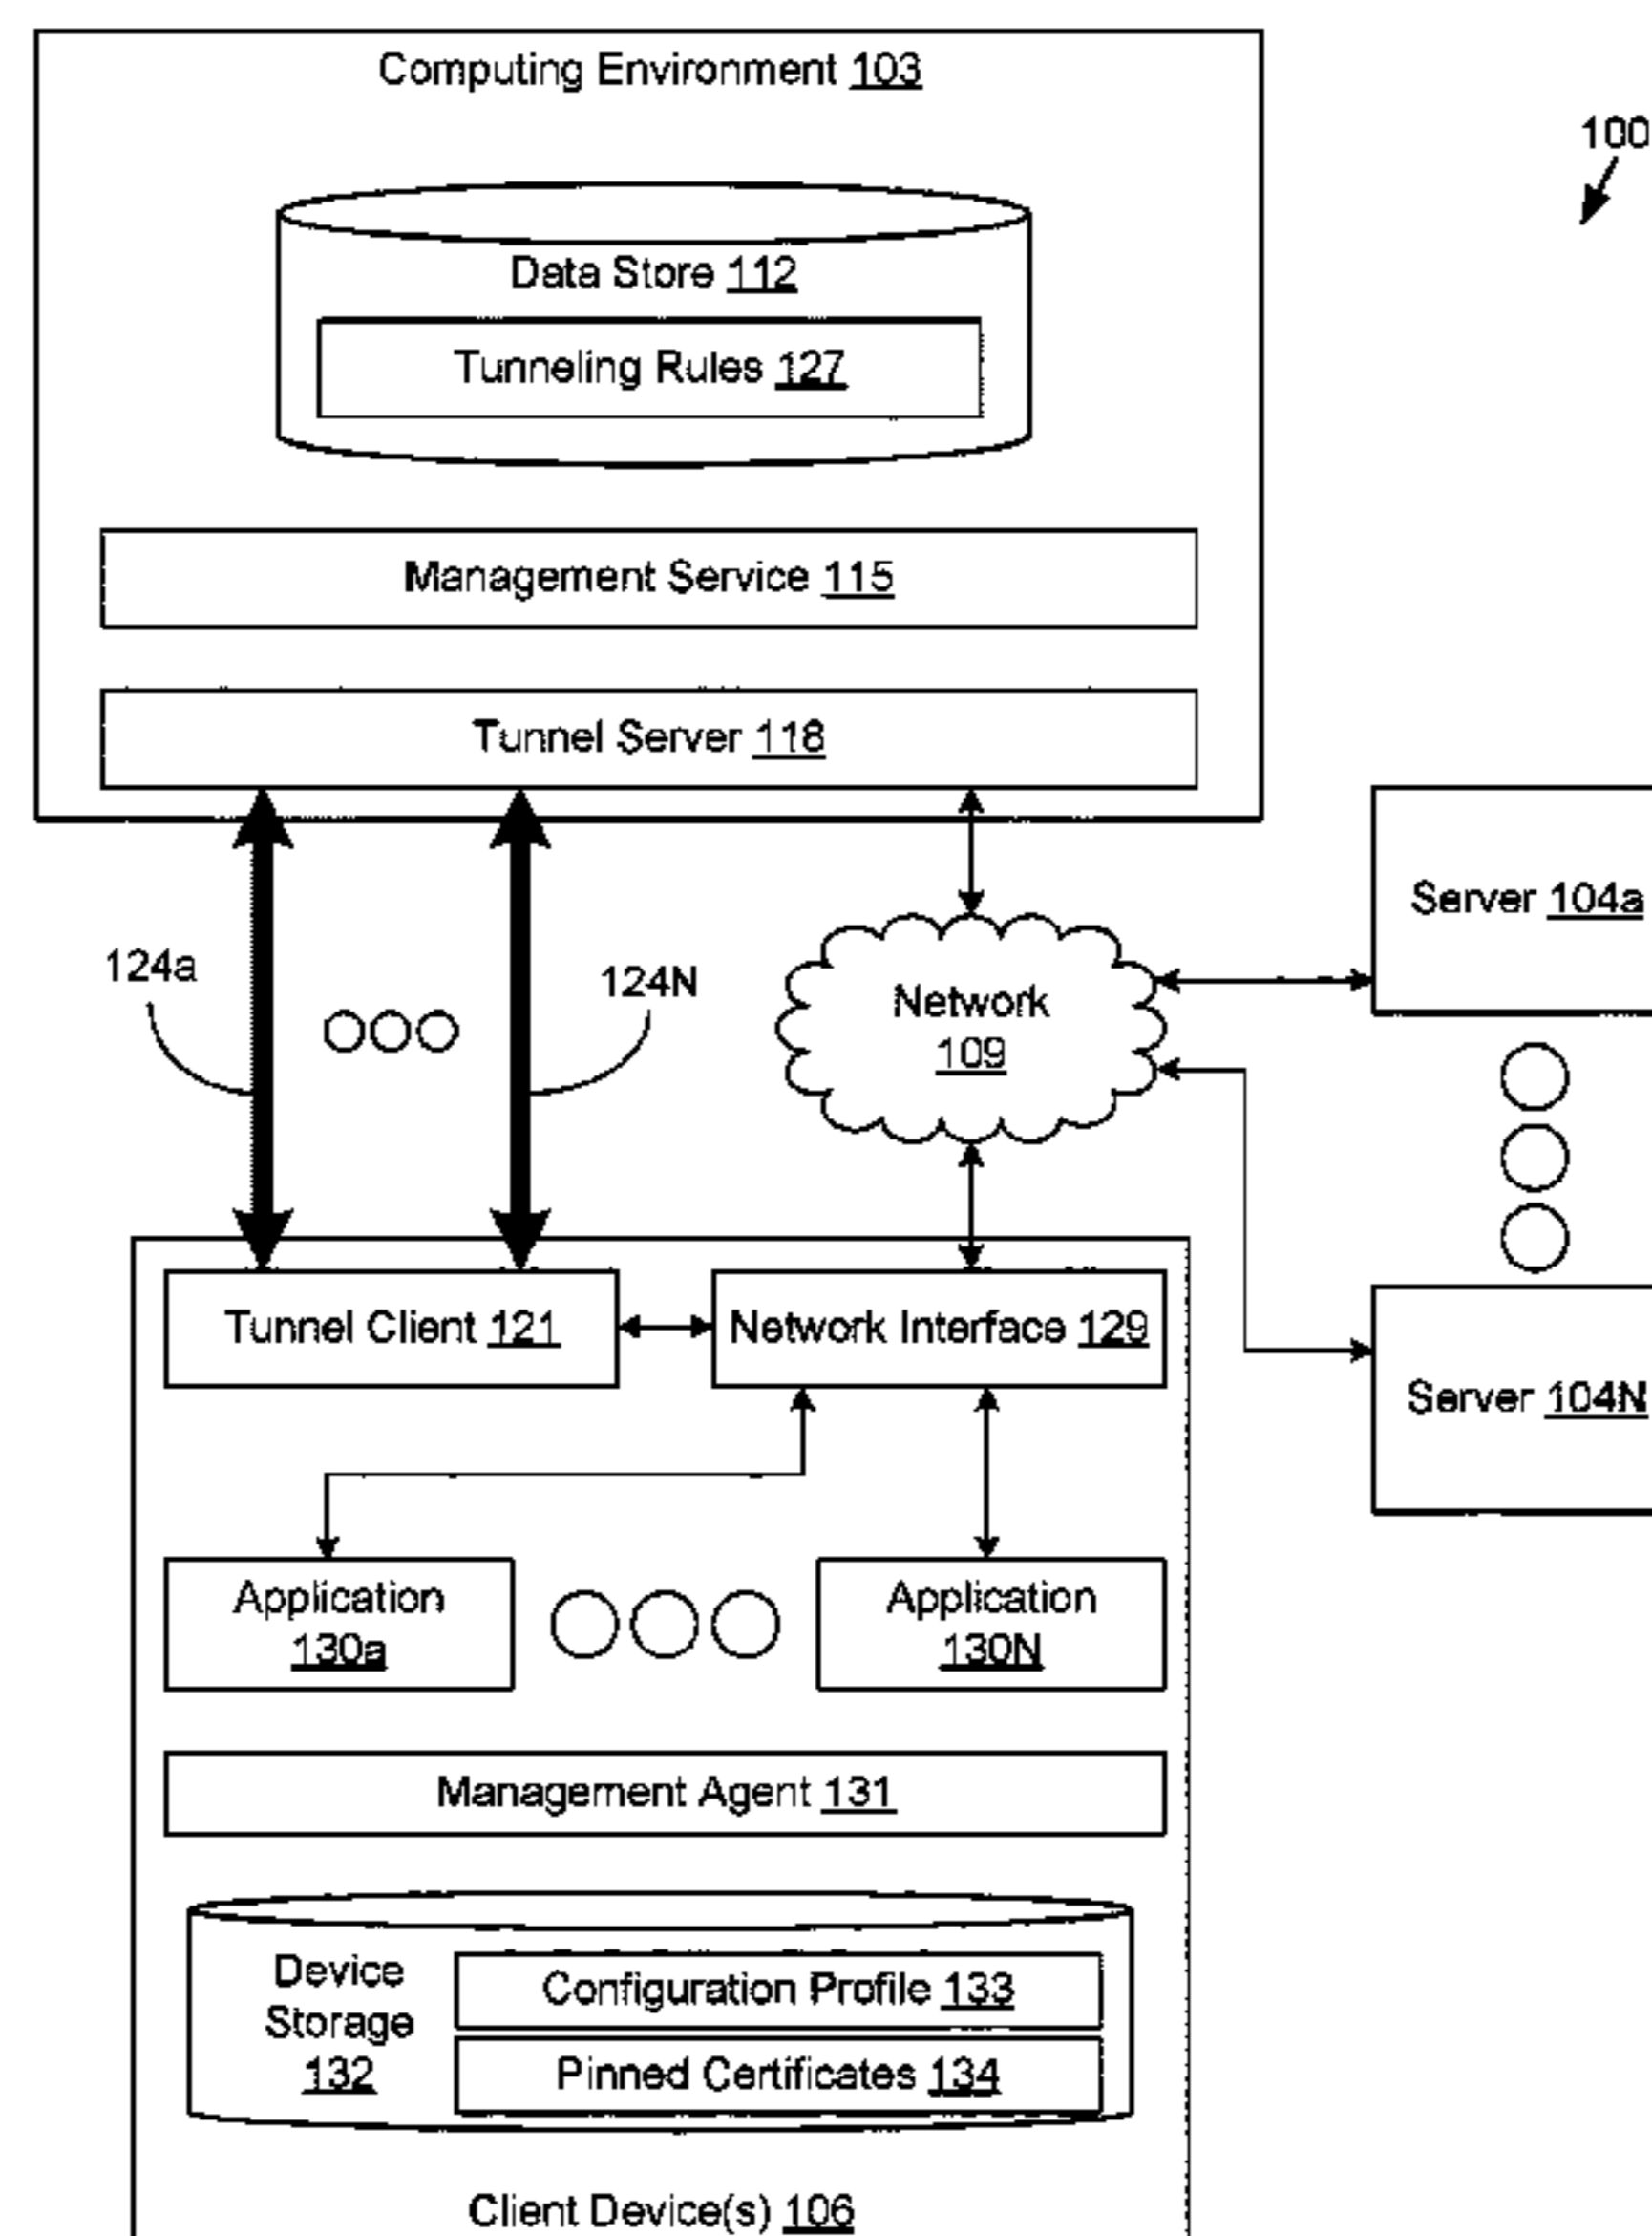 Computing Environment 103
100
Data Store 112
Tunneling Rules 127
Management Service 115
Tunnel Server 118
Server 104a
124a
124N
Network
109
Tunnel Client 121
Network Interface 129
Server 104N
Application
130a
Application
130N
Management Agent 131
Device
Storage
132
Configuration Profile 133
Pinned Certificates 134
Client Device(s) 106